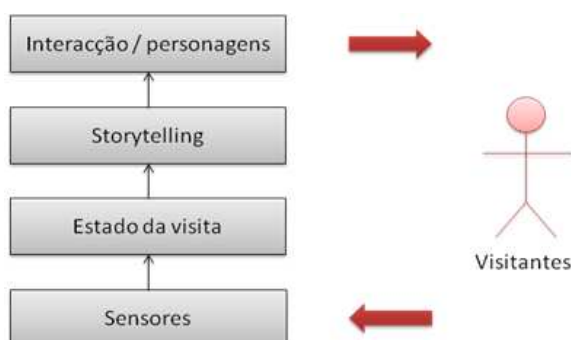 Interacção / personagens
Storytelling
Estado da visita
Visitantes
Sensores